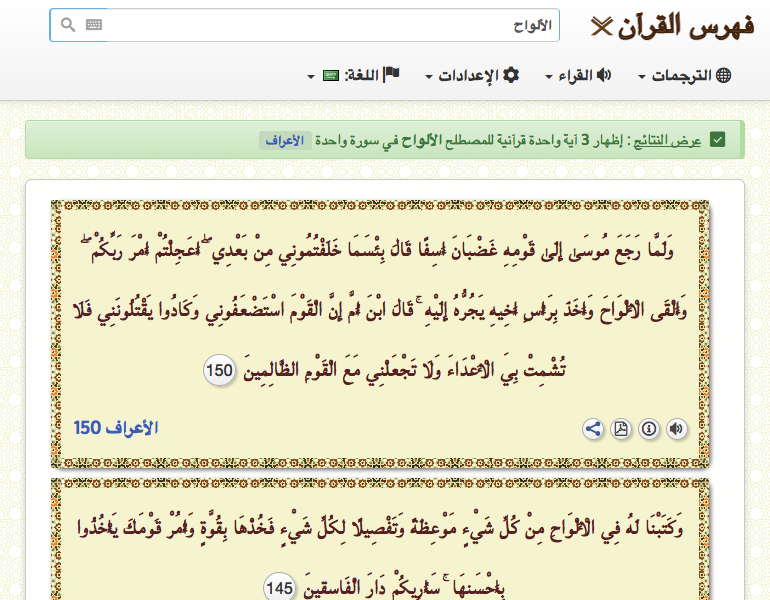 فهرس القرآن
الألواح
الترجمات
القراء
الإعدادات
اللغة:
عرض النتائج : إظهار 3 آية واحدة قرآنية للمصطلح الألواح في سورة واحدة الأعراف
وَلَمَّا رَجَعَ مُوسَىٰ إِلَىٰ قَوْمِهِ غَضْبَانَ أَسِفًا قَالَ بِئْسَمَا خَلَفْتُمُونِي مِنْ بَعْدِي ۖ أَعَجِلْتُمْ أَمْرَ رَبِّكُمْ ۖ
وَأَلْقَى الْأَلْوَاحَ وَأَخَذَ بِرَأْسِ أَخِيهِ يَجُرُّهُ إِلَيْهِ ۚ قَالَ ابْنَ أُمَّ إِنَّ الْقَوْمَ اسْتَضْعَفُونِي وَكَادُوا يَقْتُلُونَنِي فَلَا
تُشْمِتْ بِيَ الْأَعْدَاءَ وَلَا تَجْعَلْنِي مَعَ الْقَوْمِ الظَّالِمِينَ 150
الأعراف 150
وَكَتَبْنَا لَهُ فِي الْأَلْوَاحِ مِنْ كُلِّ شَيْءٍ مَوْعِظَةً وَتَفْصِيلًا لِكُلِّ شَيْءٍ فَخُذْهَا بِقُوَّةٍ وَأْمُرْ قَوْمَكَ يَأْخُذُوا
بِأَحْسَنِهَا ۚ سَأُرِيكُمْ دَارَ الْفَاسِقِينَ 145